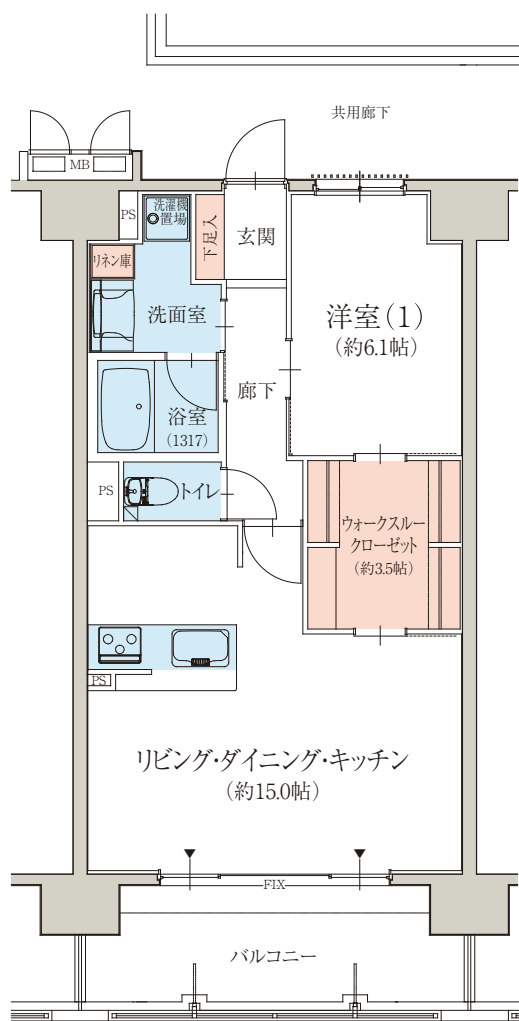 共用廊下
MB
PS
洗濯機
置場
下足入
玄関
リネン庫
洗面室
洋室(1)
(約6.1帖)
廊下
浴室
(1317)
PS
トイレ
ウォークスルー
クローゼット
(約3.5帖)
PS
リビング・ダイニング・キッチン
(約15.0帖)
FIX
バルコニー